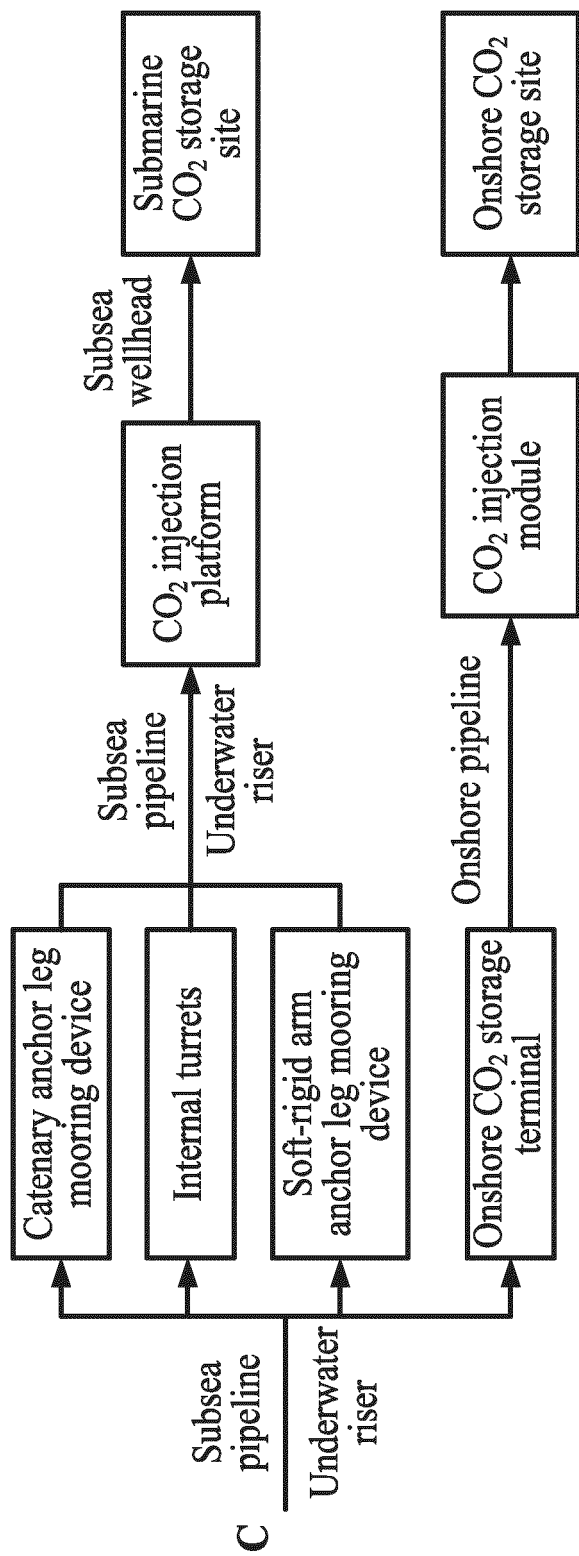 C
Subsea
pipeline
Underwater
riser
Catenary anchor leg
mooring device
Internal turrets
Soft-rigid arm
anchor leg mooring
device
Onshore CO₂ storage
terminal
Subsea
pipeline
Underwater
riser
Onshore pipeline
CO₂ injection
platform
CO₂ injection
module
Subsea
wellhead
Submarine
CO₂ storage
site
Onshore CO₂
storage site